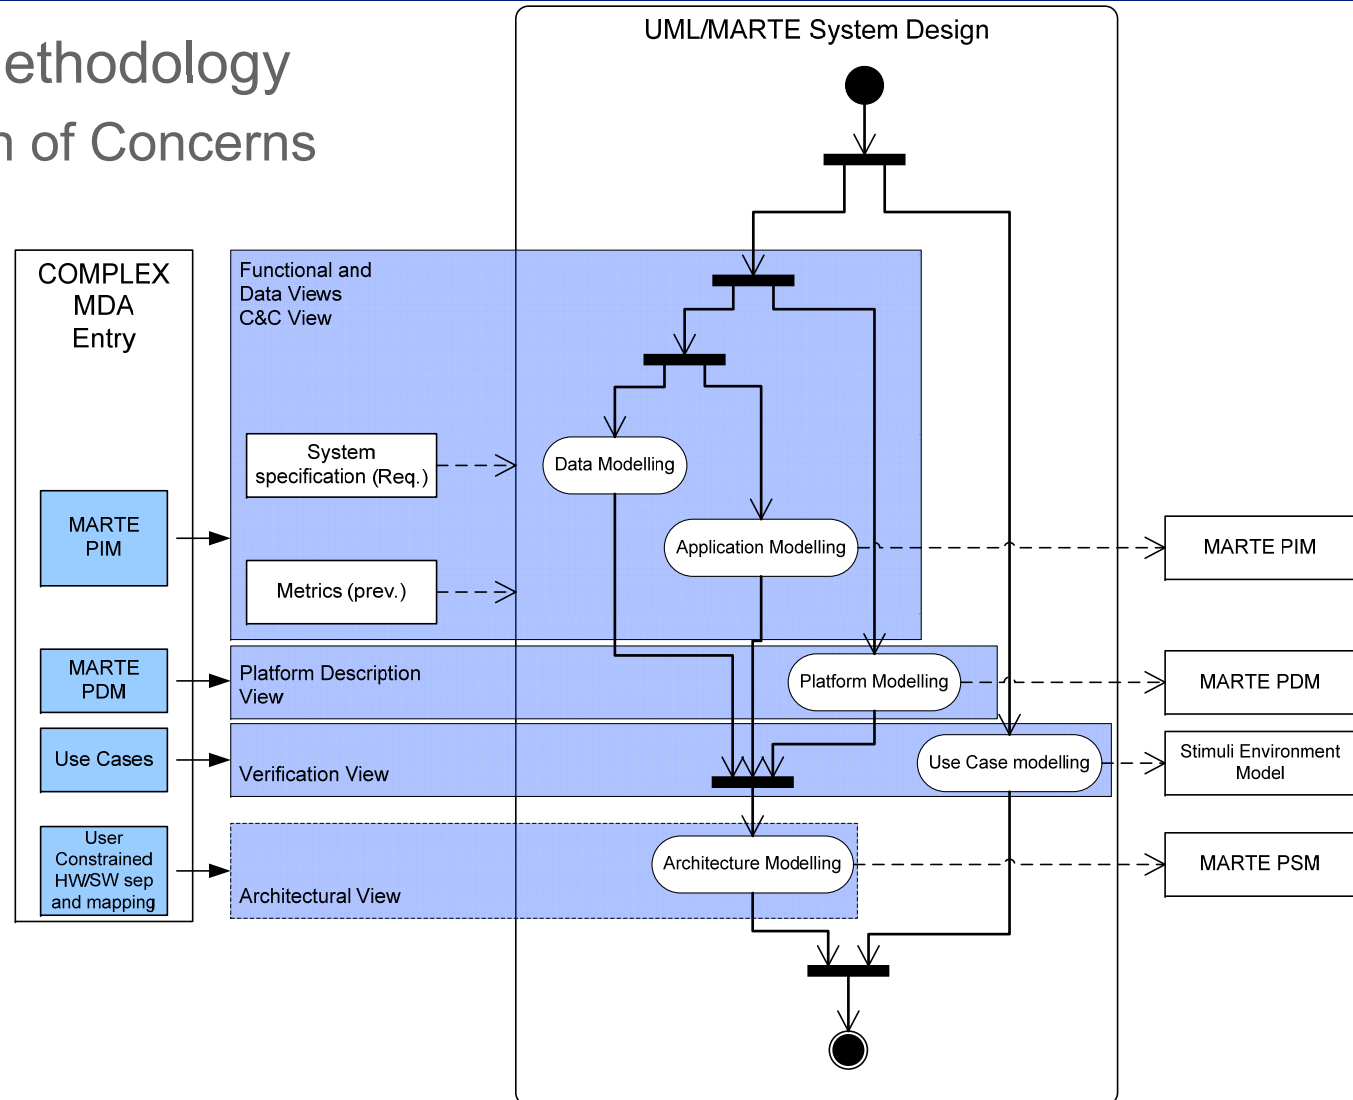 UML/MARTE System Design
ethodology
n of Concerns
COMPLEX
MDA
Entry
Functional and
Data Views
C&C View
System
specification (Req.)
Data Modelling
MARTE
PIM
Application Modelling
MARTE PIM
Metrics (prev.)
MARTE
PDM
Platform Description
View
Platform Modelling
MARTE PDM
Use Cases
Verification View
Use Case modelling
Stimuli Environment
Model
User
Constrained
HW/SW sep
and mapping
Architectural View
Architecture Modelling
MARTE PSM